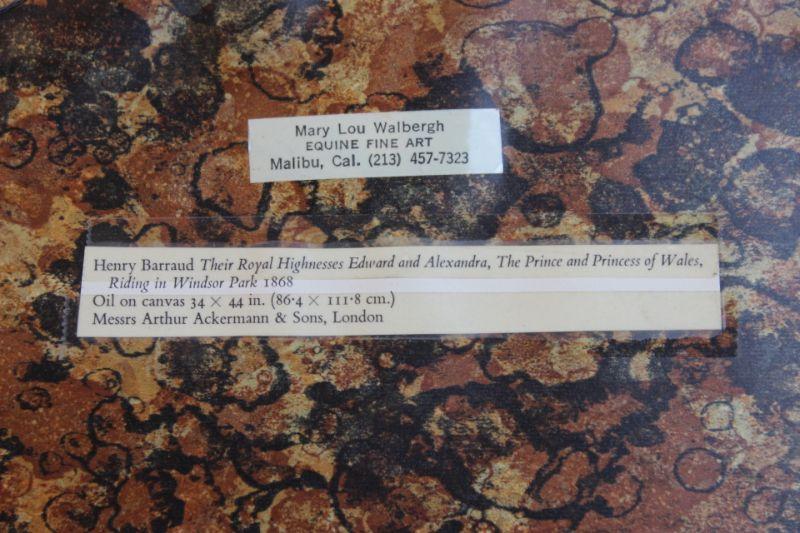 Mary Lou Walbergh
EQUINE FINE ART
Malibu, Cal. (213) 457-7323
Henry Barraud Their Royal Highnesses Edward and Alexandra, The Prince and Princess of Wales,
Riding in Windsor Park 1868
Oil on canvas 34 × 44 in. (86·4 × 111·8 cm.)
Messrs Arthur Ackermann & Sons, London